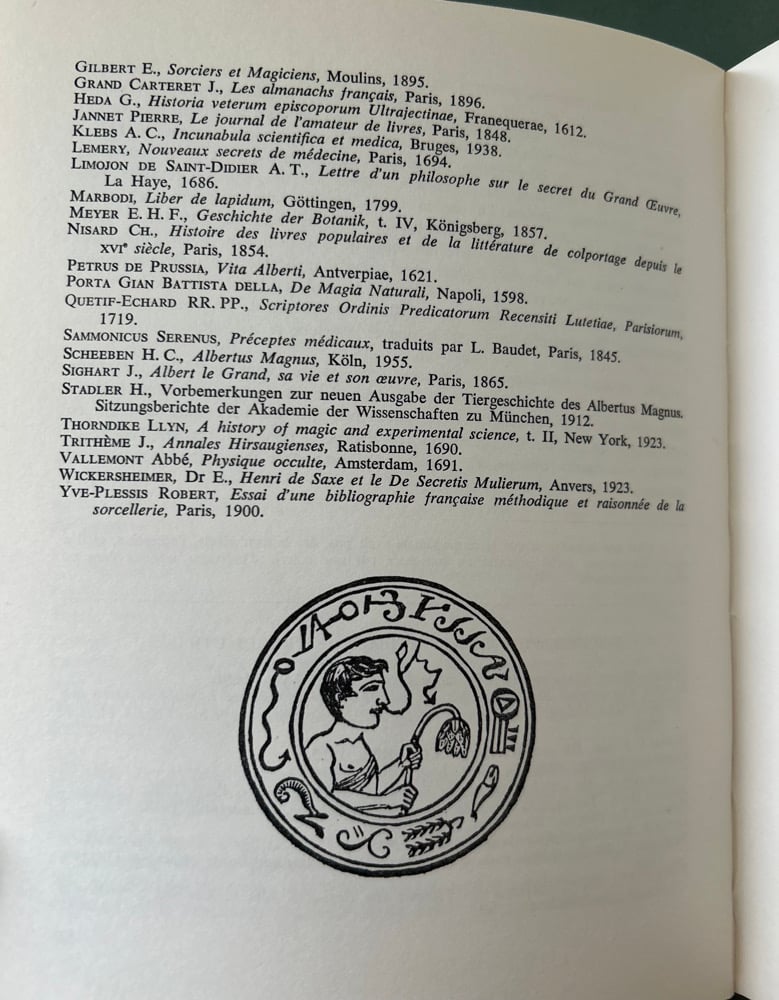 GILBERT E., Sorciers et Magiciens, Moulins, 1895.
GRAND CARTERET J., Les almanachs français, Paris, 1896.
HEDA G., Historia veterum episcoporum Ultrajectinae, Franequerae, 1612.
JANNET PIERRE, Le journal de l'amateur de livres, Paris, 1848.
KLEBS A. C., Incunabula scientifica et medica, Bruges, 1938.
LEMERY, Nouveaux secrets de médecine, Paris, 1694.
LIMOJON DE SAINT-DIDIER A. T., Lettre d'un philosophe sur le secret du Grand Œuvre,
La Haye, 1686.
MARBODI, Liber de lapidum, Göttingen, 1799.
MEYER E. H. F., Geschichte der Botanik, t. IV, Königsberg, 1857.
NISARD CH., Histoire des livres populaires et de la littérature de colportage depuis le
XVIᵉ siècle, Paris, 1854.
PETRUS DE PRUSSIA, Vita Alberti, Antverpiae, 1621.
PORTA GIAN BATTISTA DELLA, De Magia Naturali, Napoli, 1598.
QUETIF-ECHARD RR. PP., Scriptores Ordinis Predicatorum Recensiti Lutetiae, Parisiorum,
1719.
SAMMONICUS SERENUS, Préceptes médicaux, traduits par L. Baudet, Paris, 1845.
SCHEEBEN H. C., Albertus Magnus, Köln, 1955.
SIGHART J., Albert le Grand, sa vie et son œuvre, Paris, 1865.
STADLER H., Vorbemerkungen zur neuen Ausgabe der Tiergeschichte des Albertus Magnus.
Sitzungsberichte der Akademie der Wissenschaften zu München, 1912.
THORNDIKE LLYN, A history of magic and experimental science, t. II, New York, 1923.
TRITHÈME J., Annales Hirsaugienses, Ratisbonne, 1690.
VALLEMONT Abbé, Physique occulte, Amsterdam, 1691.
WICKERSHEIMER, Dr E., Henri de Saxe et le De Secretis Mulierum, Anvers, 1923.
YVE-PLESSIS ROBERT, Essai d'une bibliographie française méthodique et raisonnée de la
sorcellerie, Paris, 1900.